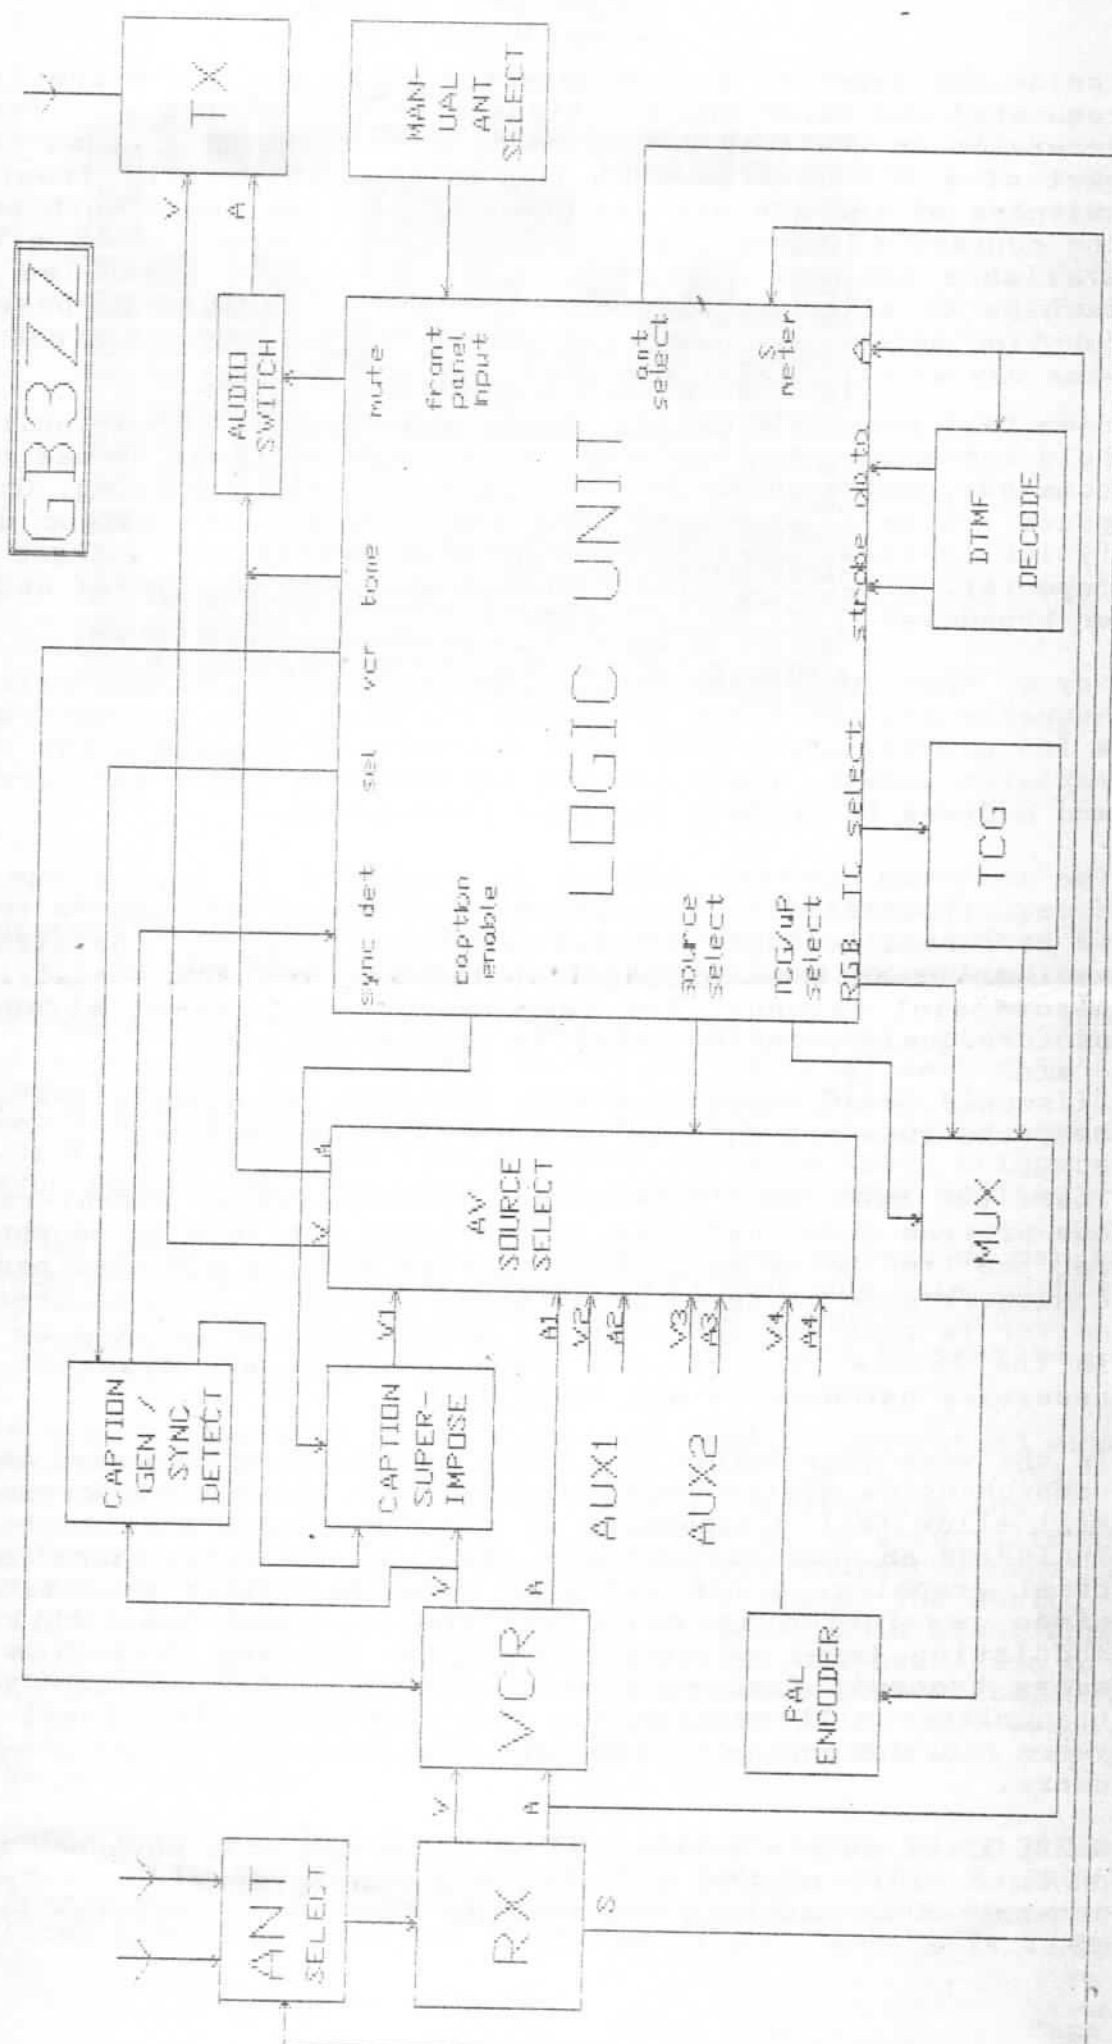 GB3ZZ
TX
MAN-
UAL
ANT
SELECT
V
A
AUDIO
SWITCH
mute
front
panel
input
ant
select
S
meter
A
data
strobe
DTMF
DECODE
tone
vcr
sel
sync det
caption
enable
LOGIC UNIT
source
select
TCG/uP
select
RGB
TC select
TCG
MUX
V
A
AV
SOURCE
SELECT
V1
A1
V2
A2
V3
A3
V4
A4
CAPTION
GEN /
SYNC
DETECT
CAPTION
SUPER-
IMPOSE
AUX1
AUX2
V
A
VCR
PAL
ENCODER
V
A
ANT
SELECT
RX
S